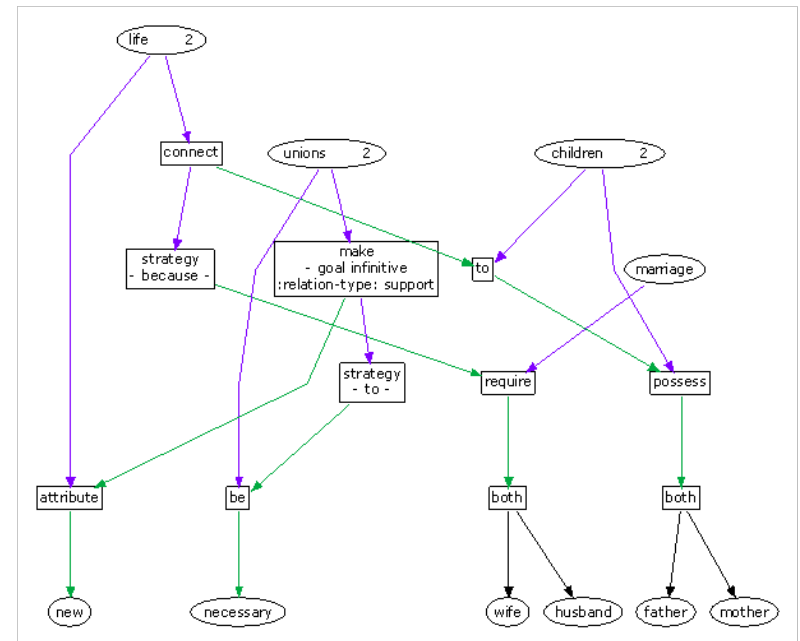 life 2
connect
unions 2
children 2
strategy
- because -
make
- goal infinitive
:relation-type: support
to
marriage
strategy
- to -
require
possess
attribute
be
both
both
new
necessary
wife
husband
father
mother